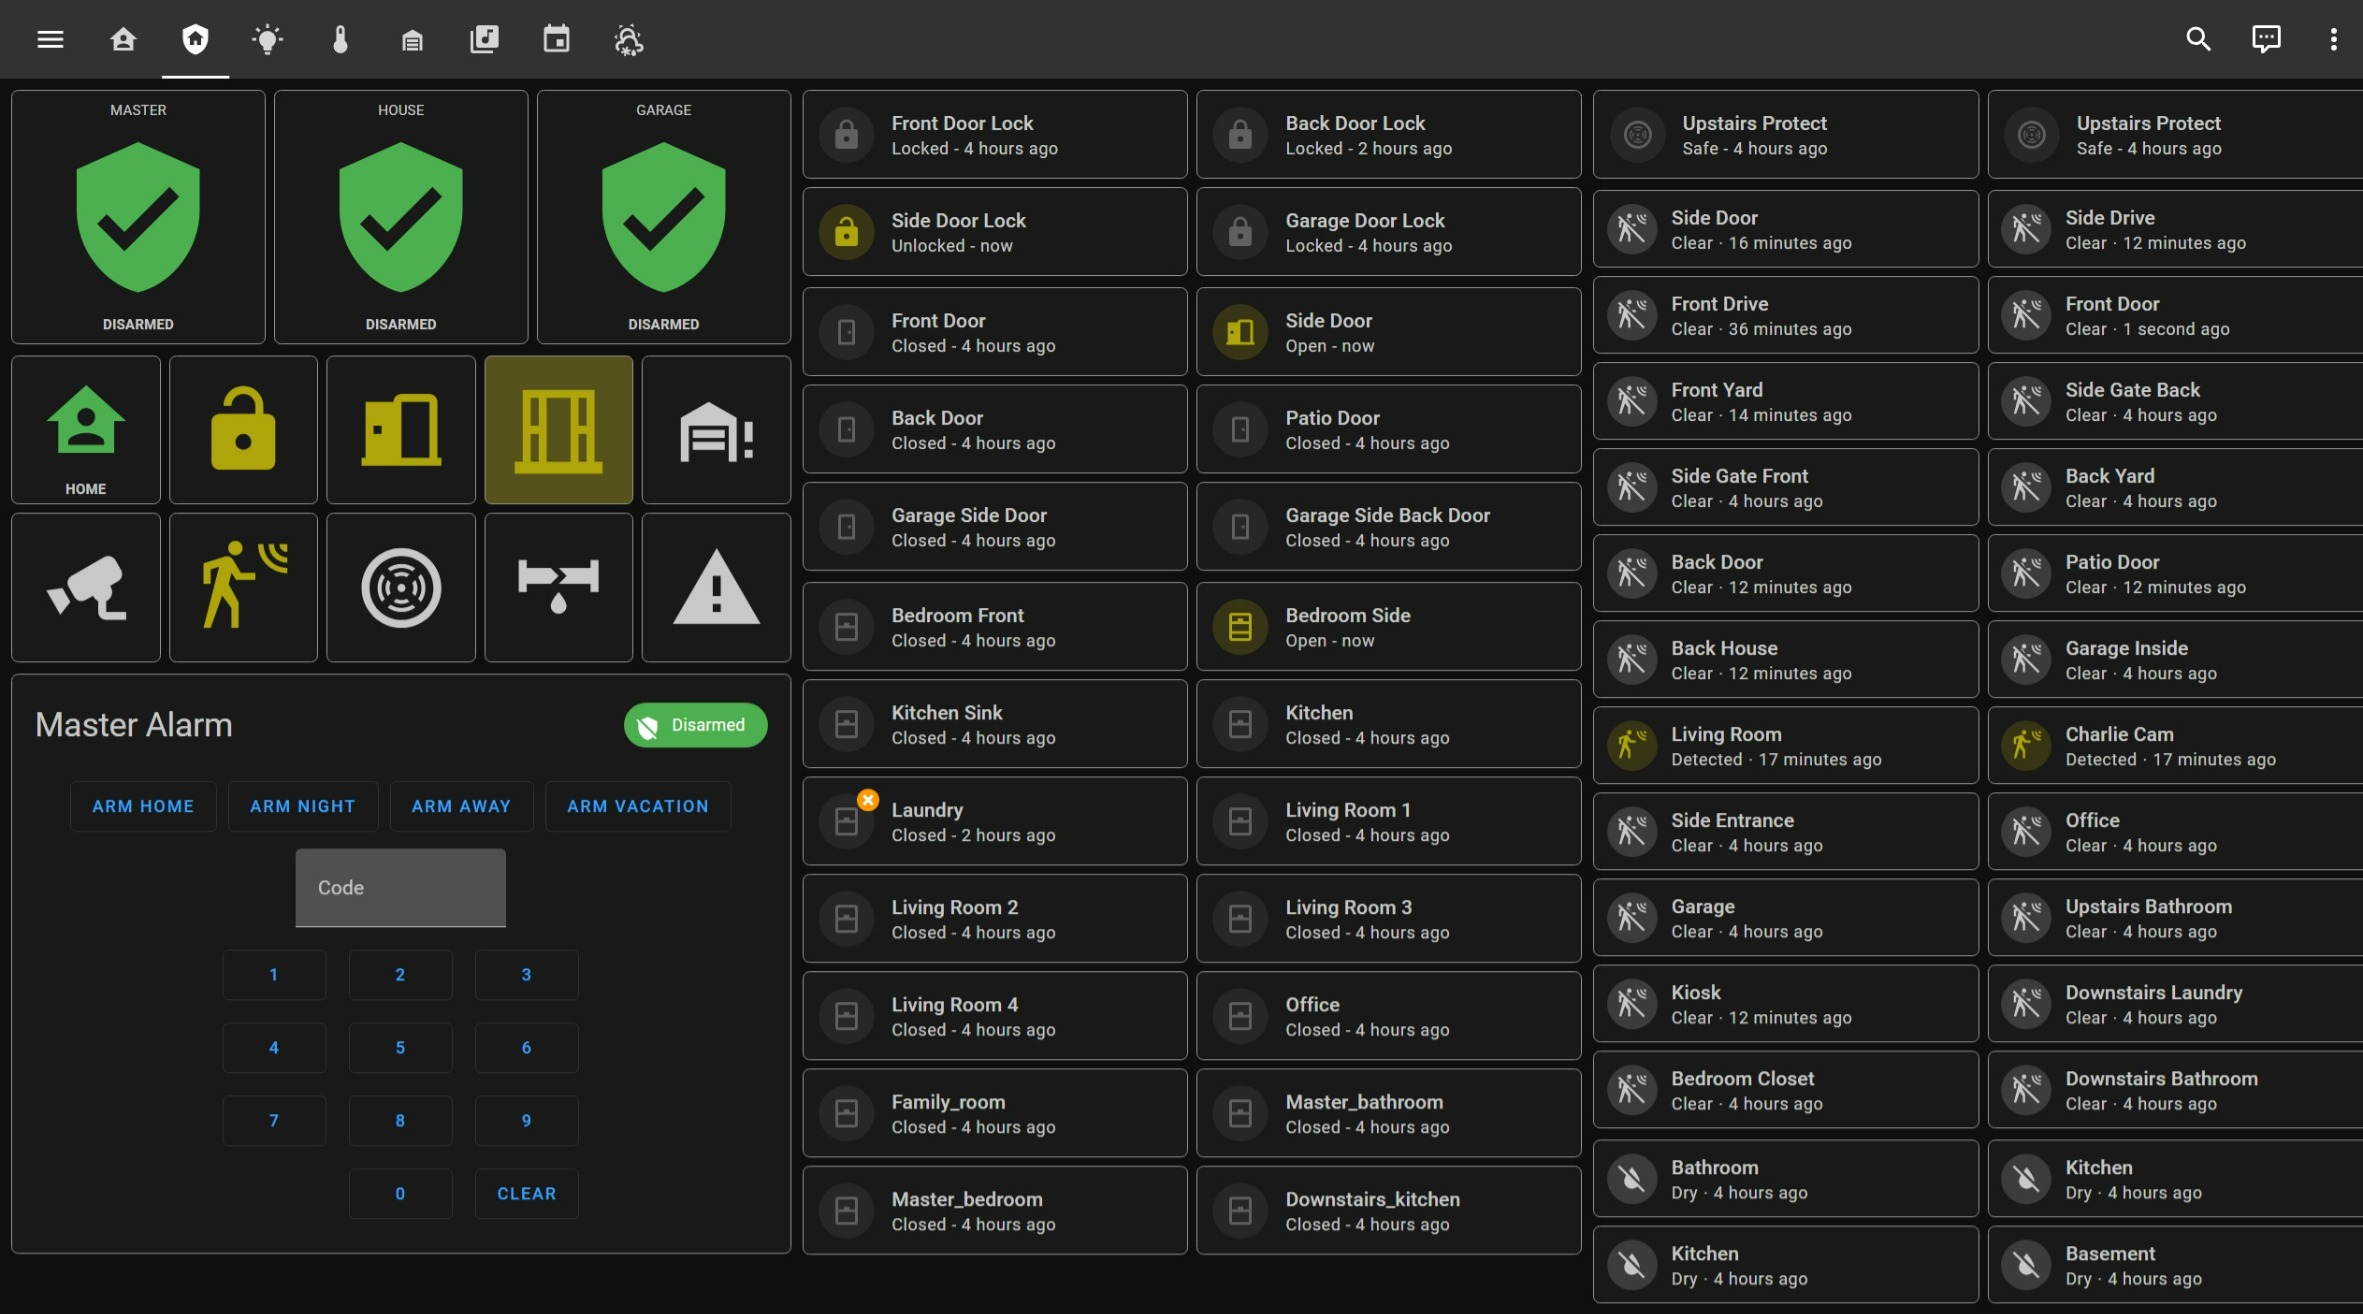 MASTER
DISARMED
HOUSE
DISARMED
GARAGE
DISARMED
HOME
Master Alarm
Disarmed
ARM HOME
ARM NIGHT
ARM AWAY
ARM VACATION
Code
1
2
3
4
5
6
7
8
9
0
CLEAR
Front Door Lock
Locked - 4 hours ago
Back Door Lock
Locked - 2 hours ago
Side Door Lock
Unlocked - now
Garage Door Lock
Locked - 4 hours ago
Front Door
Closed - 4 hours ago
Side Door
Open - now
Back Door
Closed - 4 hours ago
Patio Door
Closed - 4 hours ago
Garage Side Door
Closed - 4 hours ago
Garage Side Back Door
Closed - 4 hours ago
Bedroom Front
Closed - 4 hours ago
Bedroom Side
Open - now
Kitchen Sink
Closed - 4 hours ago
Kitchen
Closed - 4 hours ago
Laundry
Closed - 2 hours ago
Living Room 1
Closed - 4 hours ago
Living Room 2
Closed - 4 hours ago
Living Room 3
Closed - 4 hours ago
Living Room 4
Closed - 4 hours ago
Office
Closed - 4 hours ago
Family_room
Closed - 4 hours ago
Master_bathroom
Closed - 4 hours ago
Master_bedroom
Closed - 4 hours ago
Downstairs_kitchen
Closed - 4 hours ago
Upstairs Protect
Safe - 4 hours ago
Upstairs Protect
Safe - 4 hours ago
Side Door
Clear · 16 minutes ago
Side Drive
Clear · 12 minutes ago
Front Drive
Clear · 36 minutes ago
Front Door
Clear · 1 second ago
Front Yard
Clear · 14 minutes ago
Side Gate Back
Clear · 4 hours ago
Side Gate Front
Clear · 4 hours ago
Back Yard
Clear · 4 hours ago
Back Door
Clear · 12 minutes ago
Patio Door
Clear · 12 minutes ago
Back House
Clear · 12 minutes ago
Garage Inside
Clear · 4 hours ago
Living Room
Detected · 17 minutes ago
Charlie Cam
Detected · 17 minutes ago
Side Entrance
Clear · 4 hours ago
Office
Clear · 4 hours ago
Garage
Clear · 4 hours ago
Upstairs Bathroom
Clear · 4 hours ago
Kiosk
Clear · 12 minutes ago
Downstairs Laundry
Clear · 4 hours ago
Bedroom Closet
Clear · 4 hours ago
Downstairs Bathroom
Clear · 4 hours ago
Bathroom
Dry · 4 hours ago
Kitchen
Dry · 4 hours ago
Kitchen
Dry · 4 hours ago
Basement
Dry · 4 hours ago